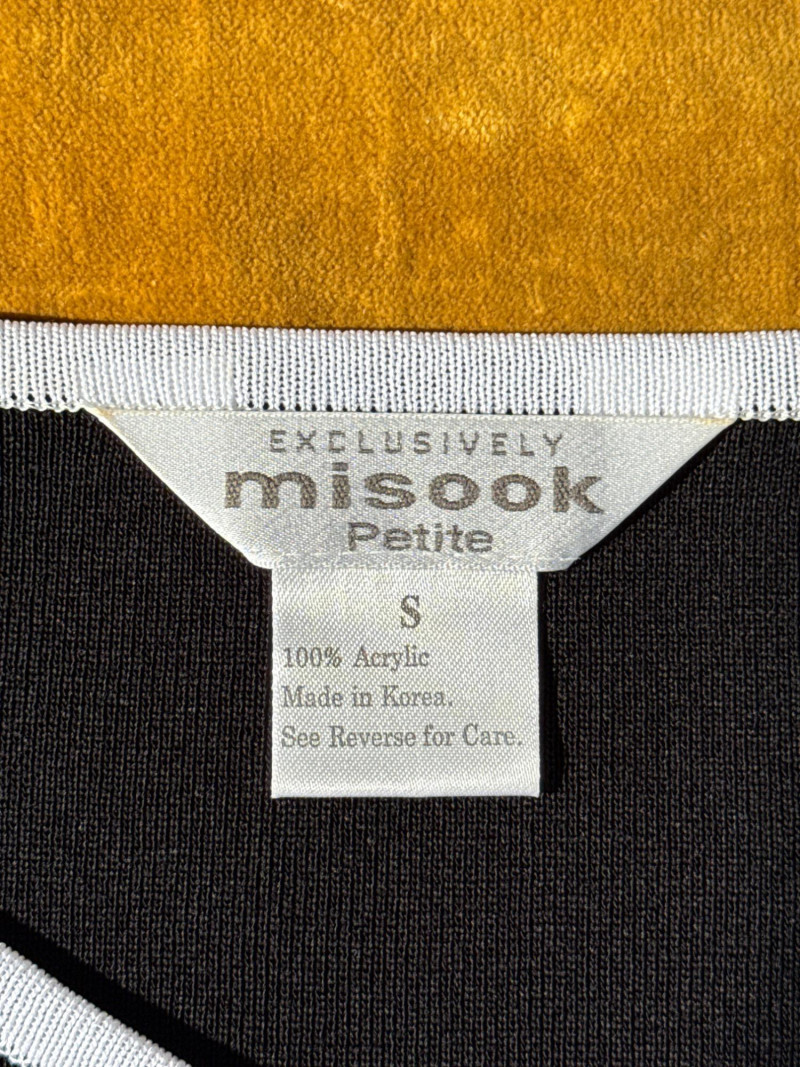 EXCLUSIVELY
misook
Petite
S
100% Acrylic
Made in Korea.
See Reverse for Care.